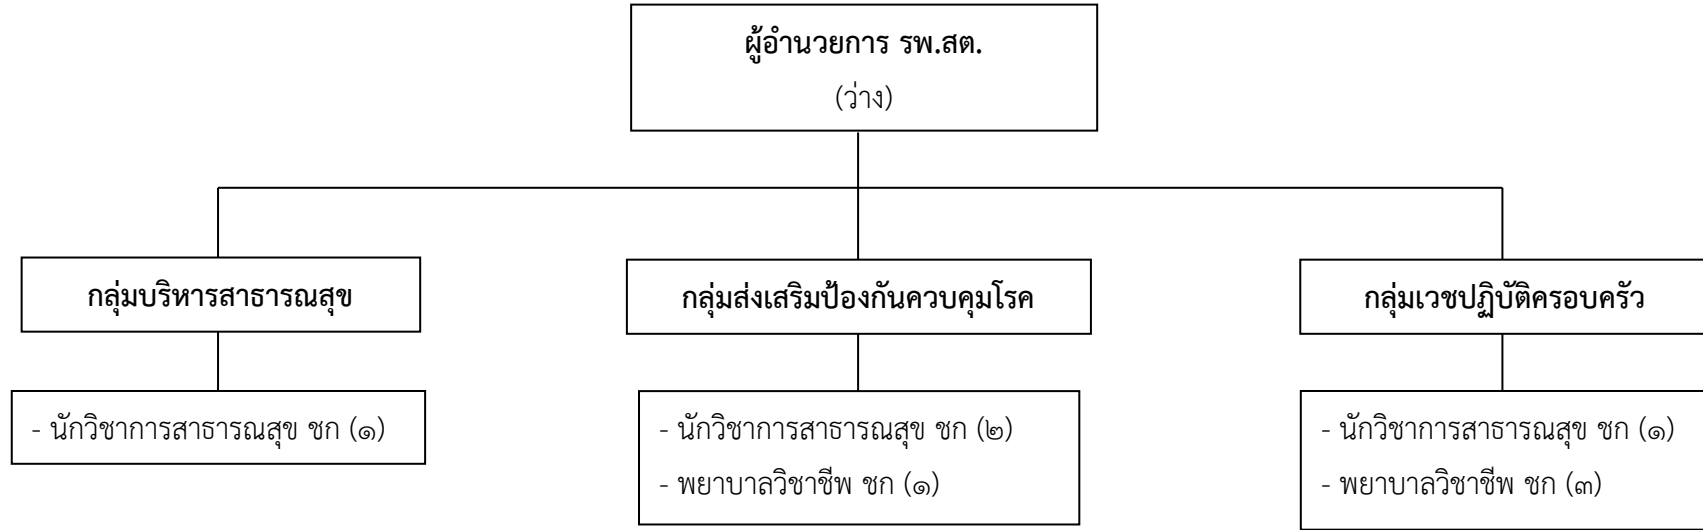 ผู้อำนวยการ รพ.สต.
(ว่าง)
กลุ่มบริหารสาธารณสุข
- นักวิชาการสาธารณสุข ชก (๑)
กลุ่มส่งเสริมป้องกันควบคุมโรค
- นักวิชาการสาธารณสุข ชก (๒)
- พยาบาลวิชาชีพ ชก (๑)
กลุ่มเวชปฏิบัติครอบครัว
- นักวิชาการสาธารณสุข ชก (๑)
- พยาบาลวิชาชีพ ชก (๓)